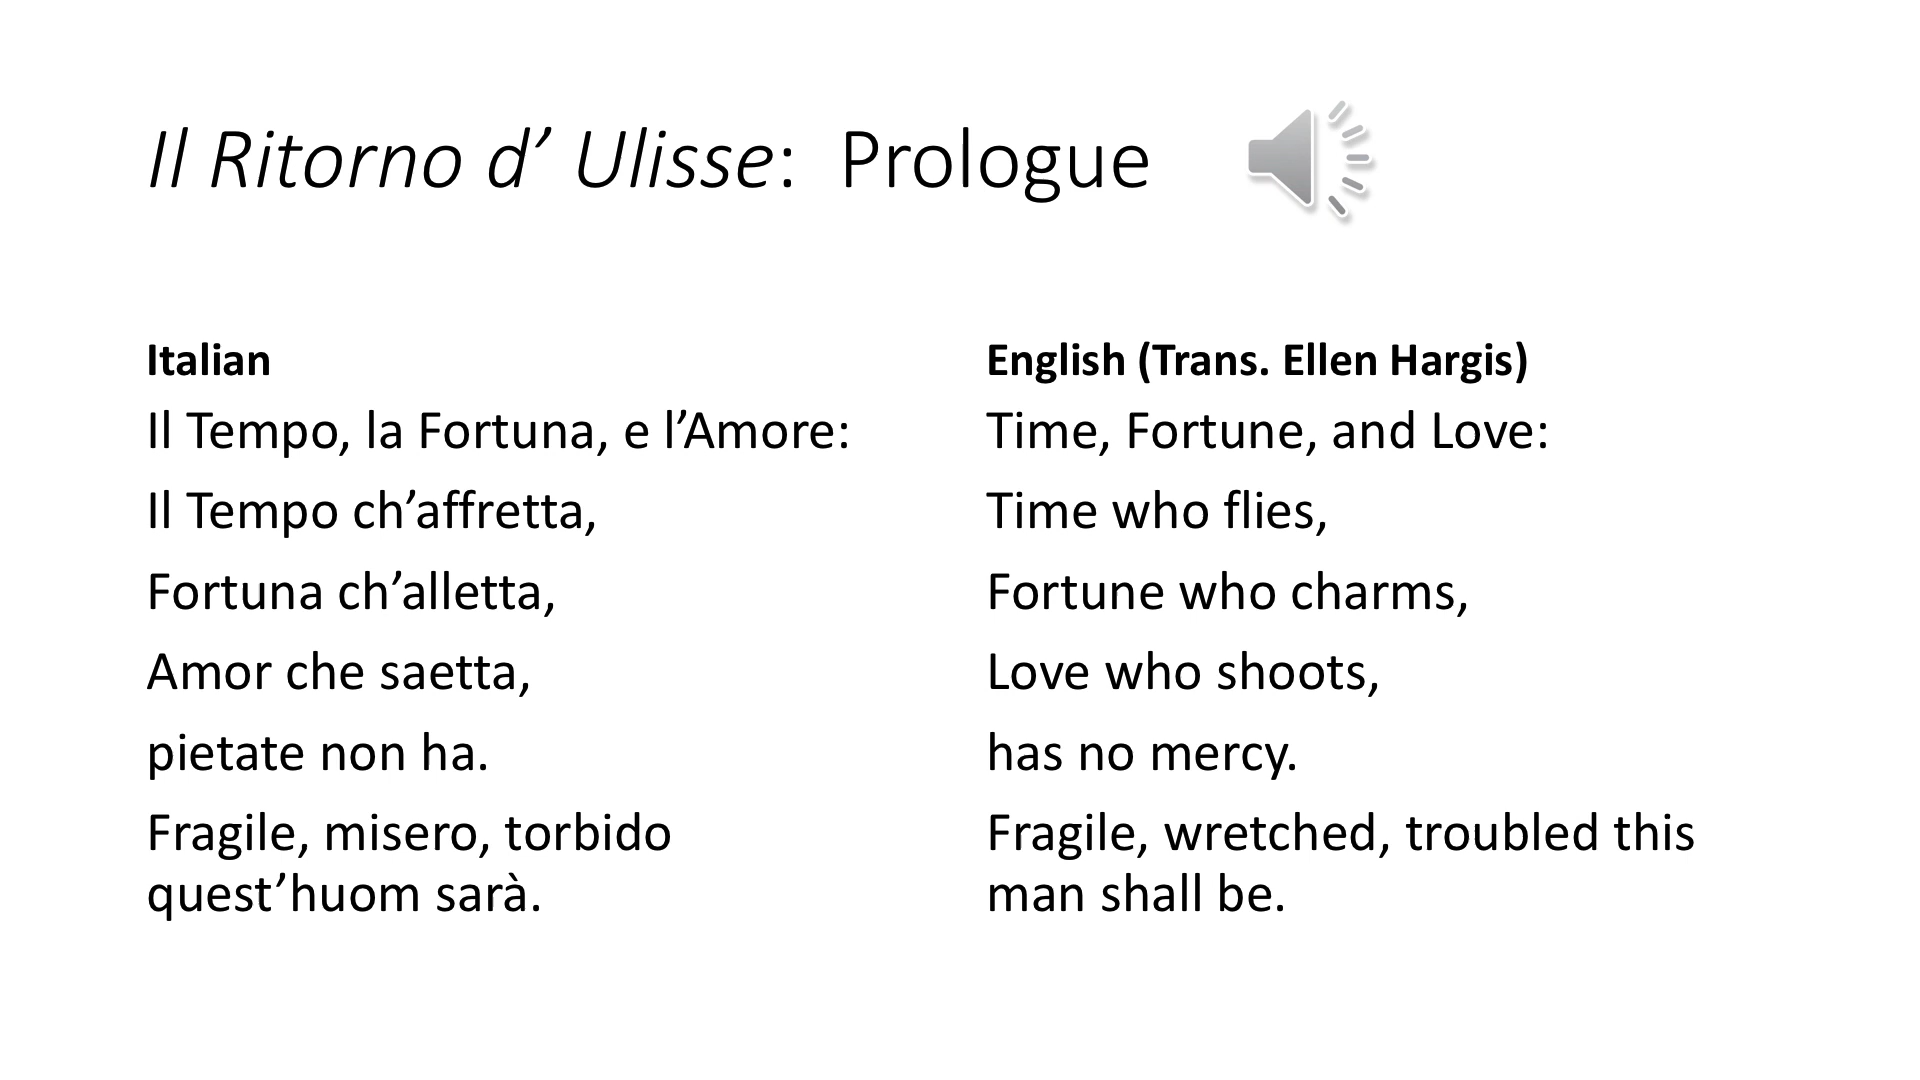 Il Ritorno d’ Ulisse:  Prologue
Italian
Il Tempo, la Fortuna, e l’Amore:
Il Tempo ch’affretta,
Fortuna ch’alletta,
Amor che saetta,
pietate non ha.
Fragile, misero, torbido
quest’huom sarà.
English (Trans. Ellen Hargis)
Time, Fortune, and Love:
Time who flies,
Fortune who charms,
Love who shoots,
has no mercy.
Fragile, wretched, troubled this
man shall be.